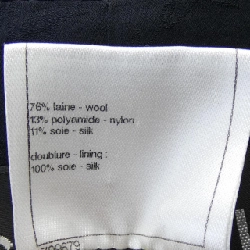 76% laine - wool
13% polyamide - nylon
11% soie - silk
doublure - lining :
100% soie - silk